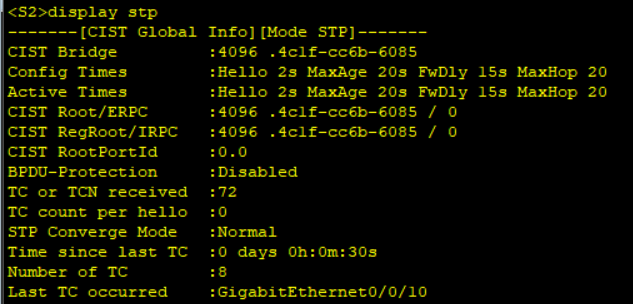 <S2>display stp
-------[CIST Global Info][Mode STP]-------
CIST Bridge         :4096 .4c1f-cc6b-6085
Config Times        :Hello 2s MaxAge 20s FwDly 15s MaxHop 20
Active Times        :Hello 2s MaxAge 20s FwDly 15s MaxHop 20
CIST Root/ERPC      :4096 .4c1f-cc6b-6085 / 0
CIST RegRoot/IRPC   :4096 .4c1f-cc6b-6085 / 0
CIST RootPortId     :0.0
BPDU-Protection     :Disabled
TC or TCN received  :72
TC count per hello  :0
STP Converge Mode   :Normal
Time since last TC  :0 days 0h:0m:30s
Number of TC        :8
Last TC occurred    :GigabitEthernet0/0/10